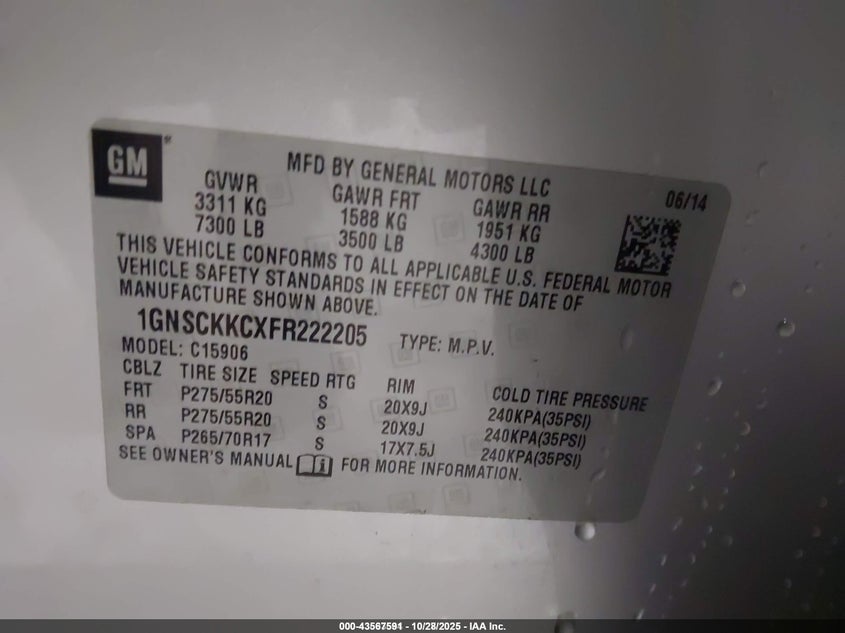 GM
MFD BY GENERAL MOTORS LLC
06/14
GVWR GAWR FRT GAWR RR
3311 KG 1588 KG 1951 KG
7300 LB 3500 LB 4300 LB
THIS VEHICLE CONFORMS TO ALL APPLICABLE U.S. FEDERAL MOTOR
VEHICLE SAFETY STANDARDS IN EFFECT ON THE DATE OF
MANUFACTURE SHOWN ABOVE.
1GNSCKKCXFR222205 TYPE: M.P.V.
MODEL: C15906
CBLZ TIRE SIZE SPEED RTG RIM COLD TIRE PRESSURE
FRT P275/55R20 S 20X9J 240KPA(35PSI)
RR P275/55R20 S 20X9J 240KPA(35PSI)
SPA P265/70R17 S 17X7.5J 240KPA(35PSI)
SEE OWNER'S MANUAL FOR MORE INFORMATION.
000-43567591 - 10/28/2025 - IAA Inc.